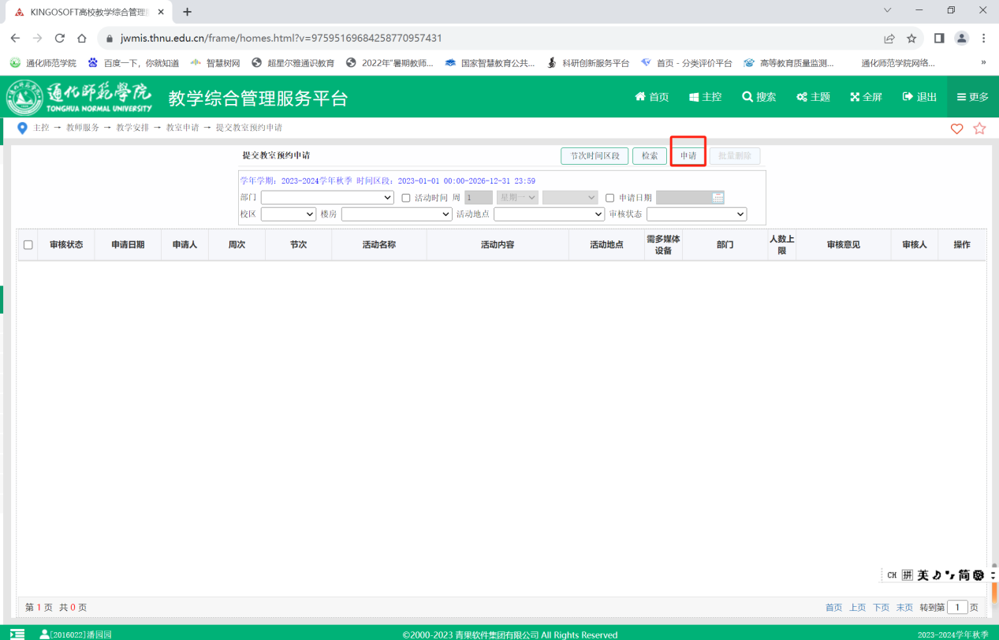 KINGOSOFT高校教学综合管理
jwmis.thnu.edu.cn/frame/homes.html?v=97595169684258770957431
通化师范学院 百度一下，你就知道 智慧树网 超星尔雅通识教育 2022年"暑期教师... 国家智慧教育公共... 科研创新服务平台 首页 - 分类评价平台 高等教育质量监测... 通化师范学院网络... »
通化師範學院 TONGHUA NORMAL UNIVERSITY 教学综合管理服务平台 首页 主控 搜索 主题 全屏 退出 更多
主控 → 教师服务 → 教学安排 → 教室申请 → 提交教室预约申请
提交教室预约申请 节次时间区段 检索 申请 批量删除
学年学期：2023-2024学年秋季 时间区段：2023-01-01 00:00-2026-12-31 23:59
部门 活动时间 周 1 星期一 申请日期
校区 楼房 活动地点 审核状态
审核状态 申请日期 申请人 周次 节次 活动名称 活动内容 活动地点 需多媒体设备 部门 人数上限 审核意见 审核人 操作
CH 拼 英 简
第 1 页 共 0 页 首页 上页 下页 末页 转到第 1 页
[2016022]潘园园 ©2000-2023 青果软件集团有限公司 All Rights Reserved 2023-2024学年秋季